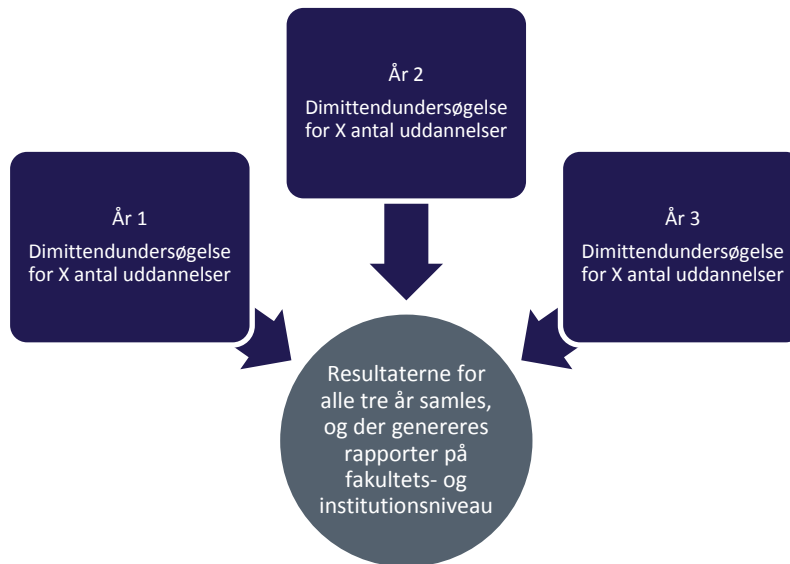 År 2
Dimittendundersøgelse
for X antal uddannelser
År 1
Dimittendundersøgelse
for X antal uddannelser
År 3
Dimittendundersøgelse
for X antal uddannelser
Resultaterne for
alle tre år samles,
og der genereres
rapporter på
fakultets- og
institutionsniveau